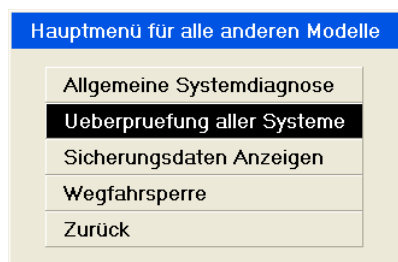 Hauptmenü für alle anderen Modelle
Allgemeine Systemdiagnose
Ueberpruefung aller Systeme
Sicherungsdaten Anzeigen
Wegfahrsperre
Zurück